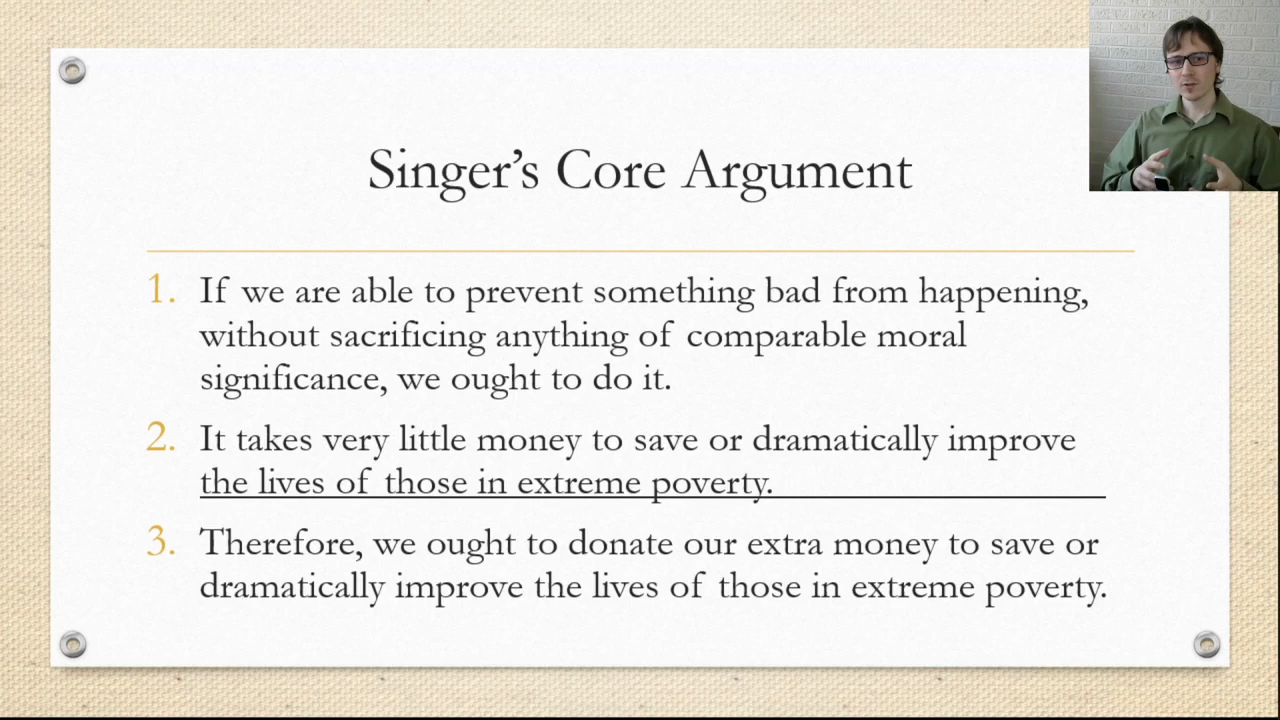 Singer’s Core Argument
1. If we are able to prevent something bad from happening,
without sacrificing anything of comparable moral
significance, we ought to do it.
2. It takes very little money to save or dramatically improve
the lives of those in extreme poverty.
3. Therefore, we ought to donate our extra money to save or
dramatically improve the lives of those in extreme poverty.